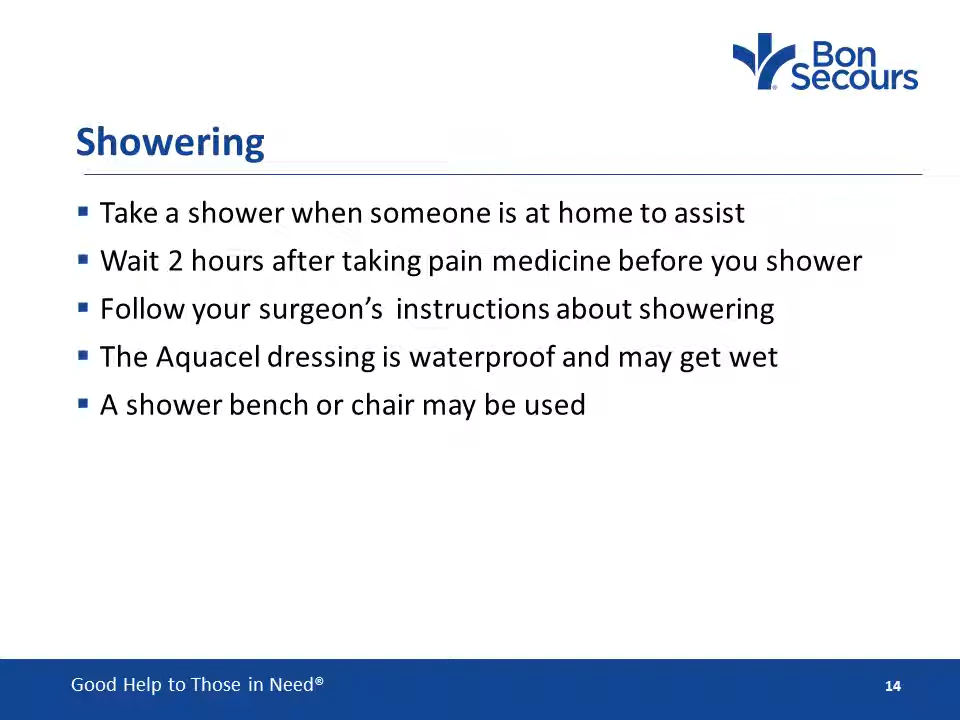 Bon
Secours
Showering
▪ Take a shower when someone is at home to assist
▪ Wait 2 hours after taking pain medicine before you shower
▪ Follow your surgeon’s  instructions about showering
▪ The Aquacel dressing is waterproof and may get wet
▪ A shower bench or chair may be used
Good Help to Those in Need®
14